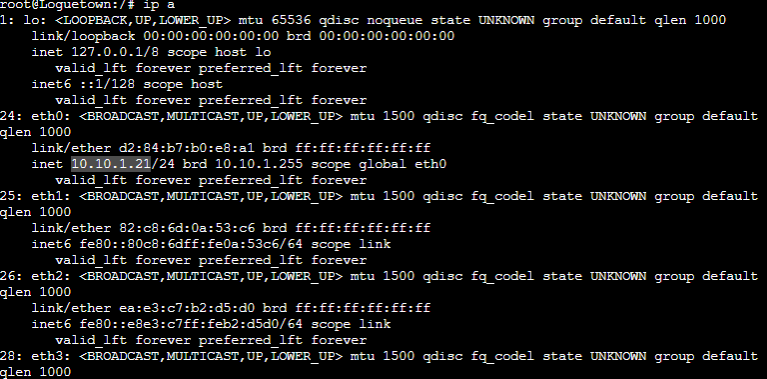 root@Loguetown:/# ip a
1: lo: <LOOPBACK,UP,LOWER_UP> mtu 65536 qdisc noqueue state UNKNOWN group default qlen 1000
link/loopback 00:00:00:00:00:00 brd 00:00:00:00:00:00
inet 127.0.0.1/8 scope host lo
valid_lft forever preferred_lft forever
inet6 ::1/128 scope host
valid_lft forever preferred_lft forever
24: eth0: <BROADCAST,MULTICAST,UP,LOWER_UP> mtu 1500 qdisc fq_codel state UNKNOWN group default
qlen 1000
link/ether d2:84:b7:b0:e8:a1 brd ff:ff:ff:ff:ff:ff
inet 10.10.1.21/24 brd 10.10.1.255 scope global eth0
valid_lft forever preferred_lft forever
25: eth1: <BROADCAST,MULTICAST,UP,LOWER_UP> mtu 1500 qdisc fq_codel state UNKNOWN group default
qlen 1000
link/ether 82:c8:6d:0a:53:c6 brd ff:ff:ff:ff:ff:ff
inet6 fe80::80c8:6dff:fe0a:53c6/64 scope link
valid_lft forever preferred_lft forever
26: eth2: <BROADCAST,MULTICAST,UP,LOWER_UP> mtu 1500 qdisc fq_codel state UNKNOWN group default
qlen 1000
link/ether ea:e3:c7:b2:d5:d0 brd ff:ff:ff:ff:ff:ff
inet6 fe80::e8e3:c7ff:feb2:d5d0/64 scope link
valid_lft forever preferred_lft forever
28: eth3: <BROADCAST,MULTICAST,UP,LOWER_UP> mtu 1500 qdisc fq_codel state UNKNOWN group default
qlen 1000